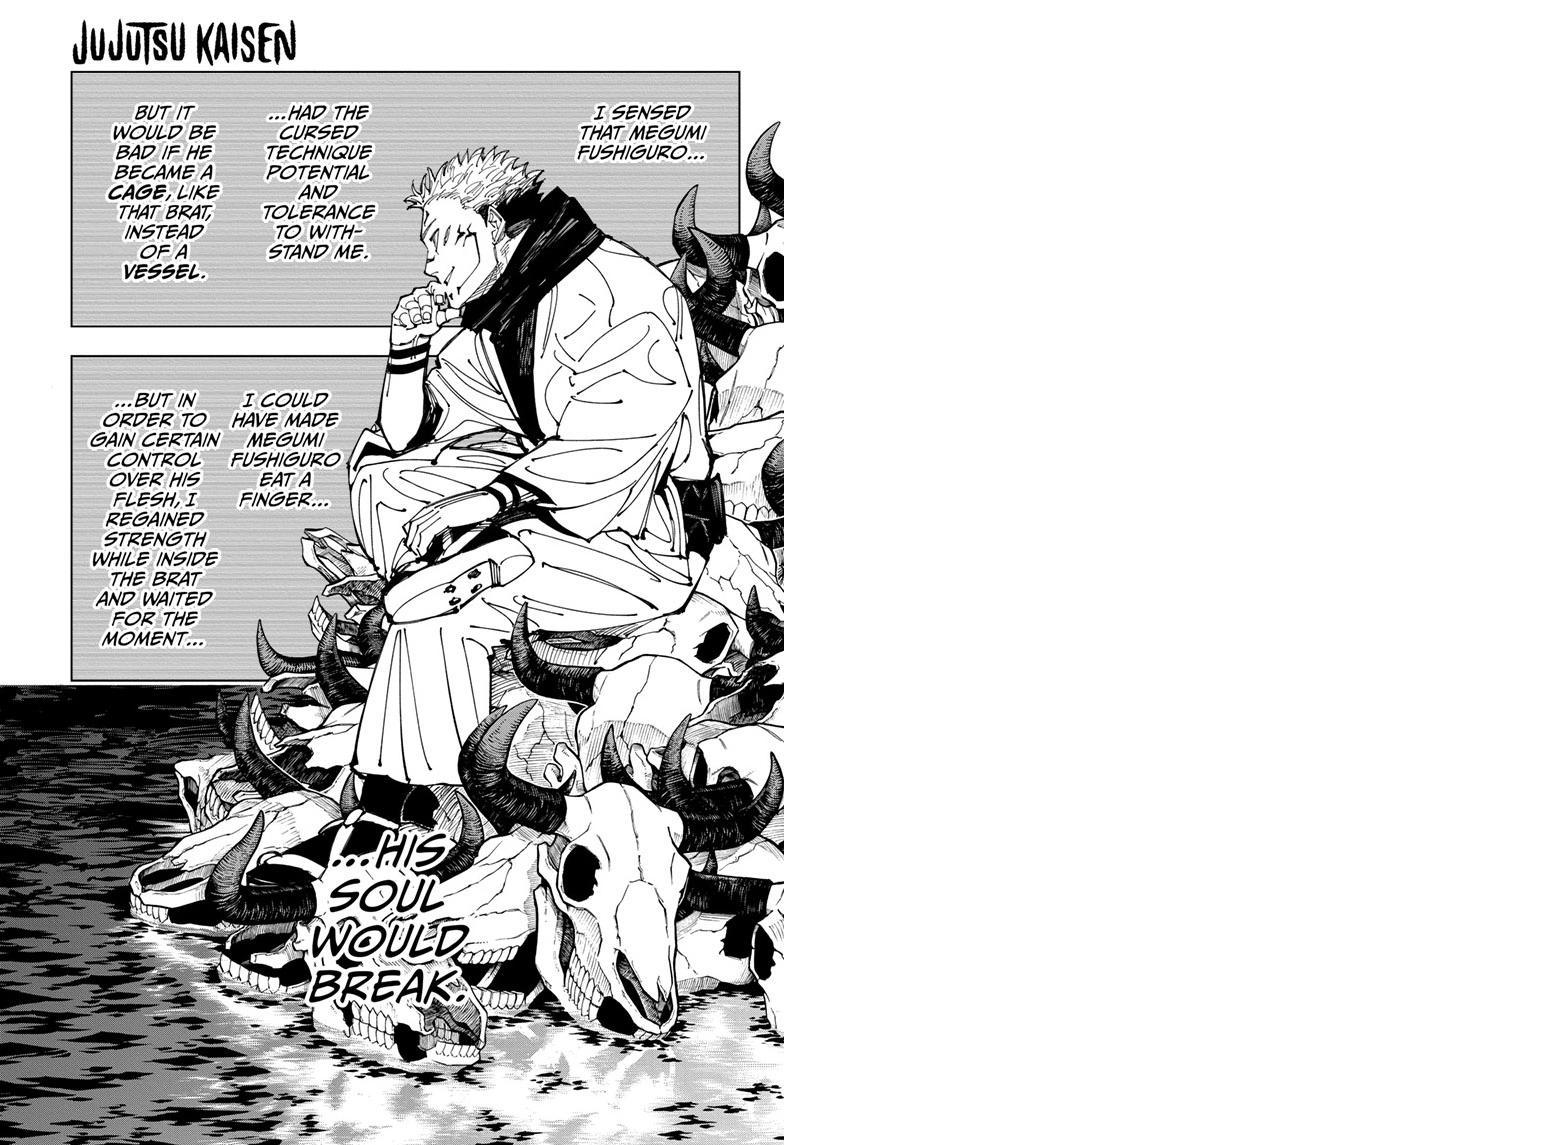 JUJUTSU KAISEN
I SENSED
THAT MEGUMI
FUSHIGURO...
...HAD THE
CURSED
TECHNIQUE
POTENTIAL
AND
TOLERANCE
TO WITH-
STAND ME.
BUT IT
WOULD BE
BAD IF HE
BECAME A
CAGE, LIKE
THAT BRAT,
INSTEAD
OF A
VESSEL.
I COULD
HAVE MADE
MEGUMI
FUSHIGURO
EAT A
FINGER...
...BUT IN
ORDER TO
GAIN CERTAIN
CONTROL
OVER HIS
FLESH, I
REGAINED
STRENGTH
WHILE INSIDE
THE BRAT
AND WAITED
FOR THE
MOMENT...
...HIS
SOUL
WOULD
BREAK.